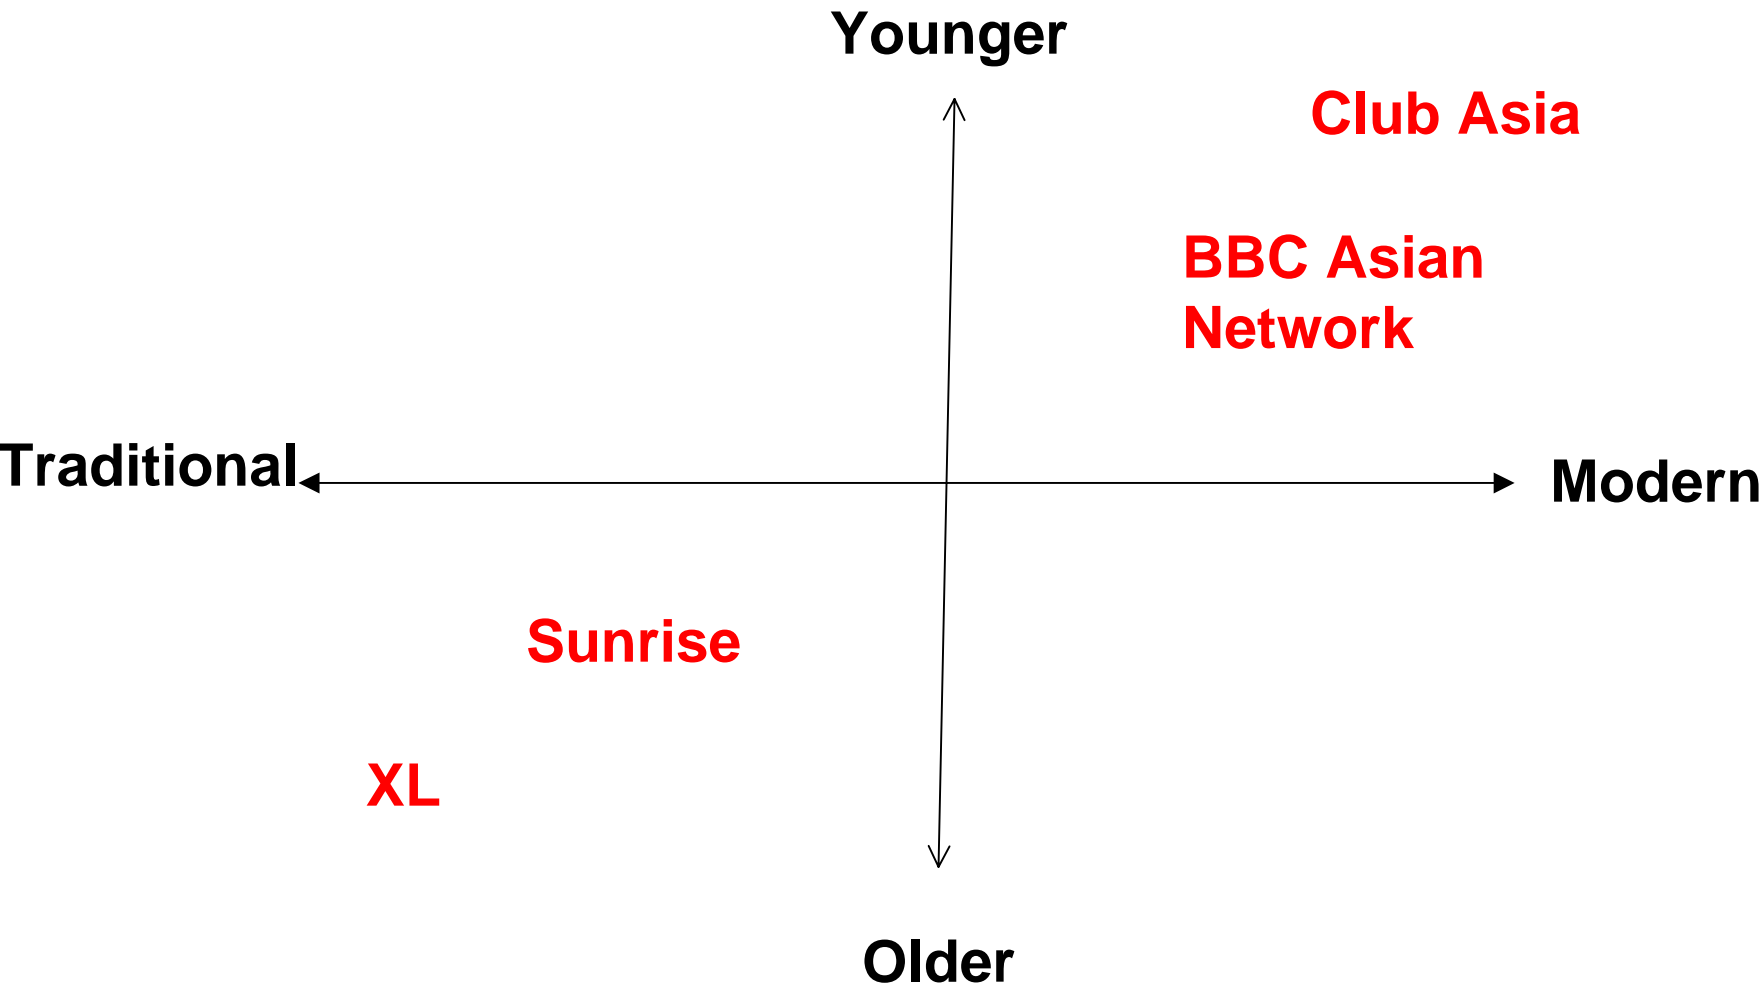 Younger
Club Asia
BBC Asian
Network
Traditional
Modern
Sunrise
XL
Older